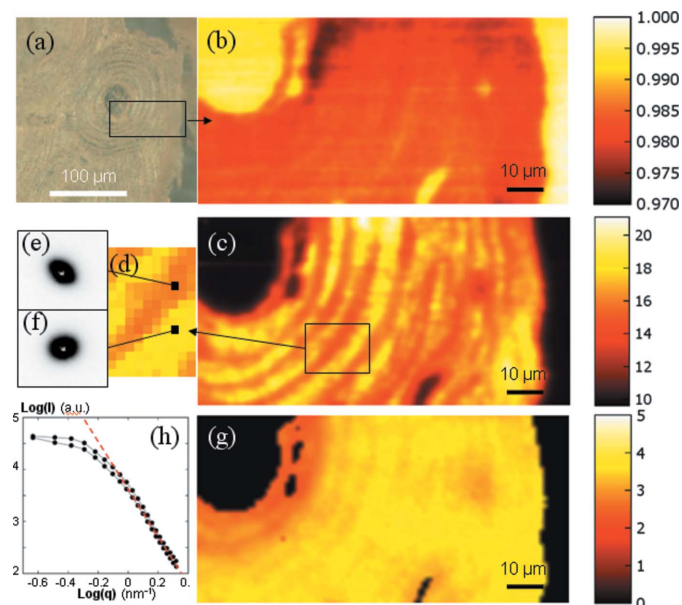 (a)
100 µm
(b)
10 µm
1.000
0.995
0.990
0.985
0.980
0.975
0.970
(e)
(d)
(f)
(c)
10 µm
20
18
16
14
12
10
Log(I) (a.u.)
5
4
3
2
(h)
-0.6 -0.4 -0.2 0 0.2 0.4
Log(q) (nm⁻¹)
(g)
10 µm
5
4
3
2
1
0